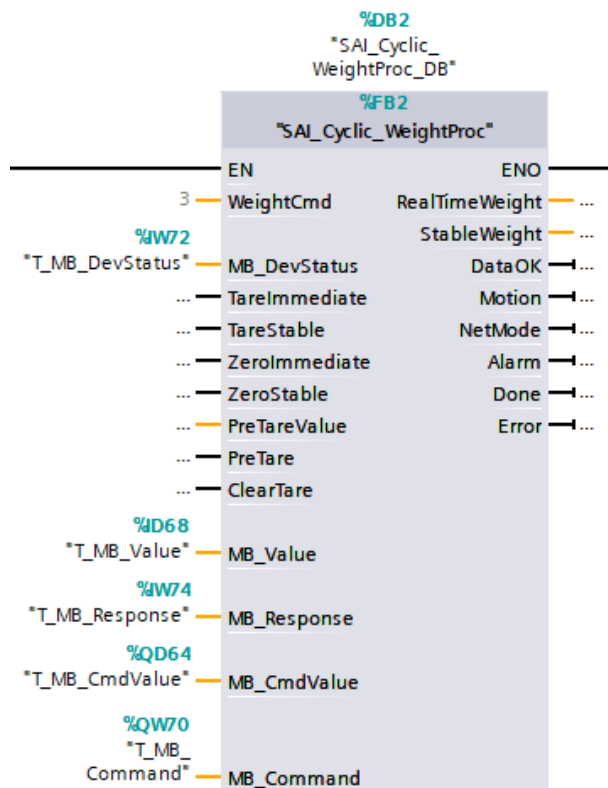 %DB2
"SAI_Cyclic_
WeightProc_DB"
%FB2
"SAI_Cyclic_WeightProc"
EN ENO
3 WeightCmd RealTimeWeight ...
StableWeight ...
%IW72
"T_MB_DevStatus" MB_DevStatus DataOK ...
... TareImmediate Motion ...
... TareStable NetMode ...
... ZeroImmediate Alarm ...
... ZeroStable Done ...
... PreTareValue Error ...
... PreTare
... ClearTare
%ID68
"T_MB_Value" MB_Value
%IW74
"T_MB_Response" MB_Response
%QD64
"T_MB_CmdValue" MB_CmdValue
%QW70
"T_MB_
Command" MB_Command